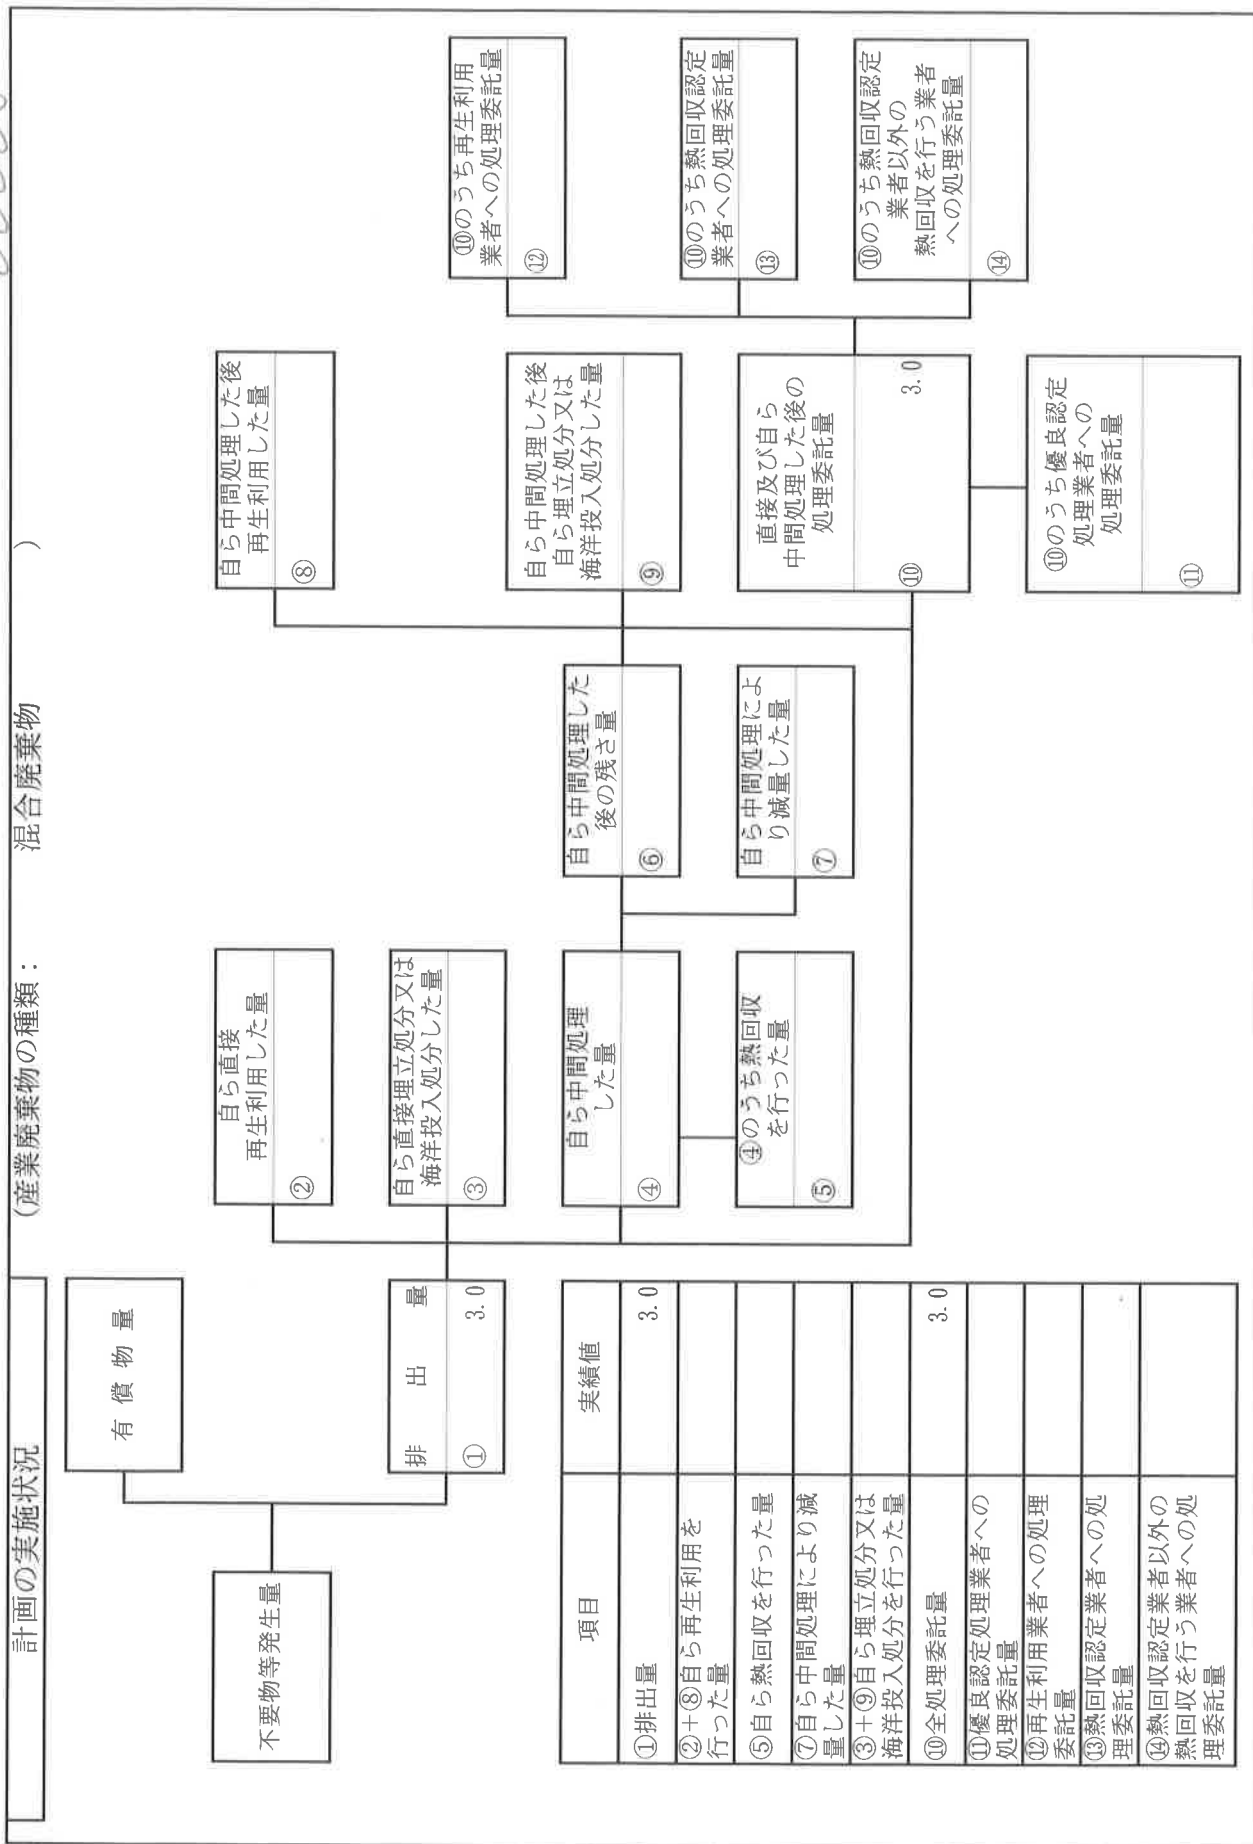 計画の実施状況
(産業廃棄物の種類： 混合廃棄物 )
不要物等発生量
有償物量
排出量
① 3.0
自ら直接
再生利用した量
②
自ら直接埋立処分又は
海洋投入処分した量
③
自ら中間処理
した量
④
④のうち熱回収
を行った量
⑤
自ら中間処理した
後の残さ量
⑥
自ら中間処理によ
り減量した量
⑦
自ら中間処理した後
再生利用した量
⑧
自ら中間処理した後
自ら埋立処分又は
海洋投入処分した量
⑨
直接及び自ら
中間処理した後の
処理委託量
⑩ 3.0
⑩のうち優良認定
処理業者への
処理委託量
⑪
⑩のうち再生利用
業者への処理委託量
⑫
⑩のうち熱回収認定
業者への処理委託量
⑬
⑩のうち熱回収認定
業者以外の
熱回収を行う業者
への処理委託量
⑭
項目 実績値
①排出量 3.0
②+⑧自ら再生利用を
行った量
⑤自ら熱回収を行った量
⑦自ら中間処理により減
量した量
③+⑨自ら埋立処分又は
海洋投入処分を行った量
⑩全処理委託量 3.0
⑪優良認定処理業者への
処理委託量
⑫再生利用業者への処理
委託量
⑬熱回収認定業者への処
理委託量
⑭熱回収認定業者以外の
熱回収を行う業者への処
理委託量